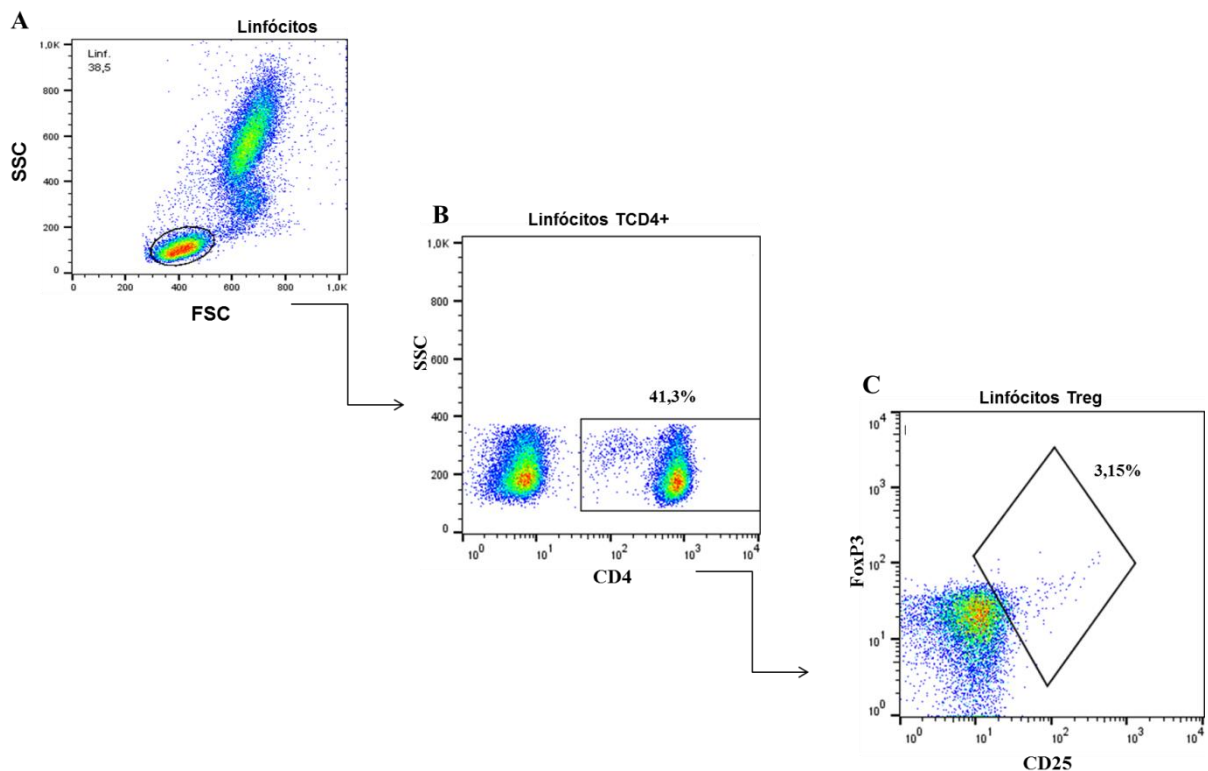 A
Linfócitos
Linf.
38,5
1,0K
800
600
400
200
0
SSC
0 200 400 600 800 1,0K
FSC
B
Linfócitos TCD4+
1,0K
800
600
400
200
0
SSC
41,3%
10⁰ 10¹ 10² 10³ 10⁴
CD4
C
Linfócitos Treg
10⁴
10³
10²
10¹
10⁰
FoxP3
3,15%
10⁰ 10¹ 10² 10³ 10⁴
CD25